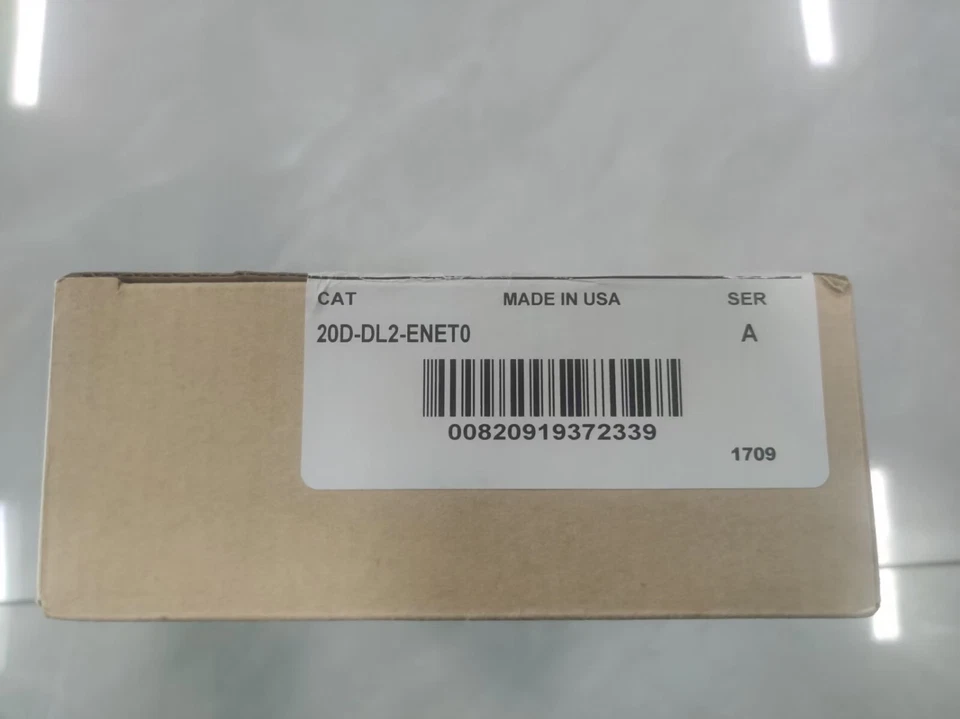 CAT MADE IN USA SER
20D-DL2-ENET0 A
00820919372339
1709